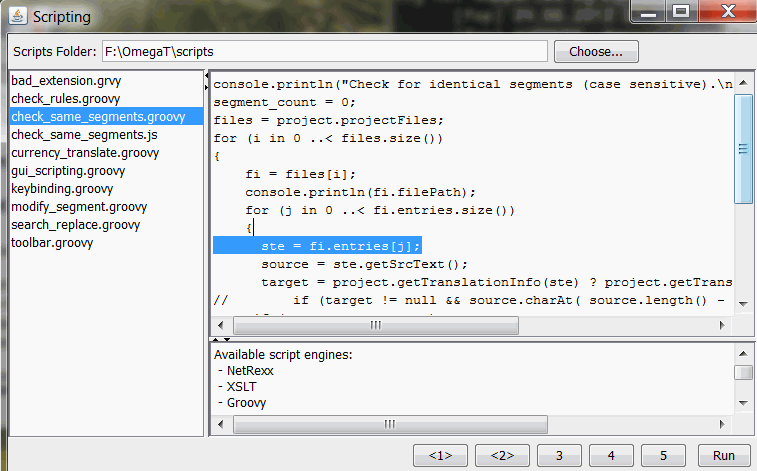 Scripting
Scripts Folder: F:\OmegaT\scripts Choose...
bad_extension.grvy
check_rules.groovy
check_same_segments.groovy
check_same_segments.js
currency_translate.groovy
gui_scripting.groovy
keybinding.groovy
modify_segment.groovy
search_replace.groovy
toolbar.groovy
console.println("Check for identical segments (case sensitive).\n
segment_count = 0;
files = project.projectFiles;
for (i in 0 ..< files.size())
{
fi = files[i];
console.println(fi.filePath);
for (j in 0 ..< fi.entries.size())
{
ste = fi.entries[j];
source = ste.getSrcText();
target = project.getTranslationInfo(ste) ? project.getTrans
// if (target != null && source.charAt( source.length() -
Available script engines:
- NetRexx
- XSLT
- Groovy
<1> <2> 3 4 5 Run